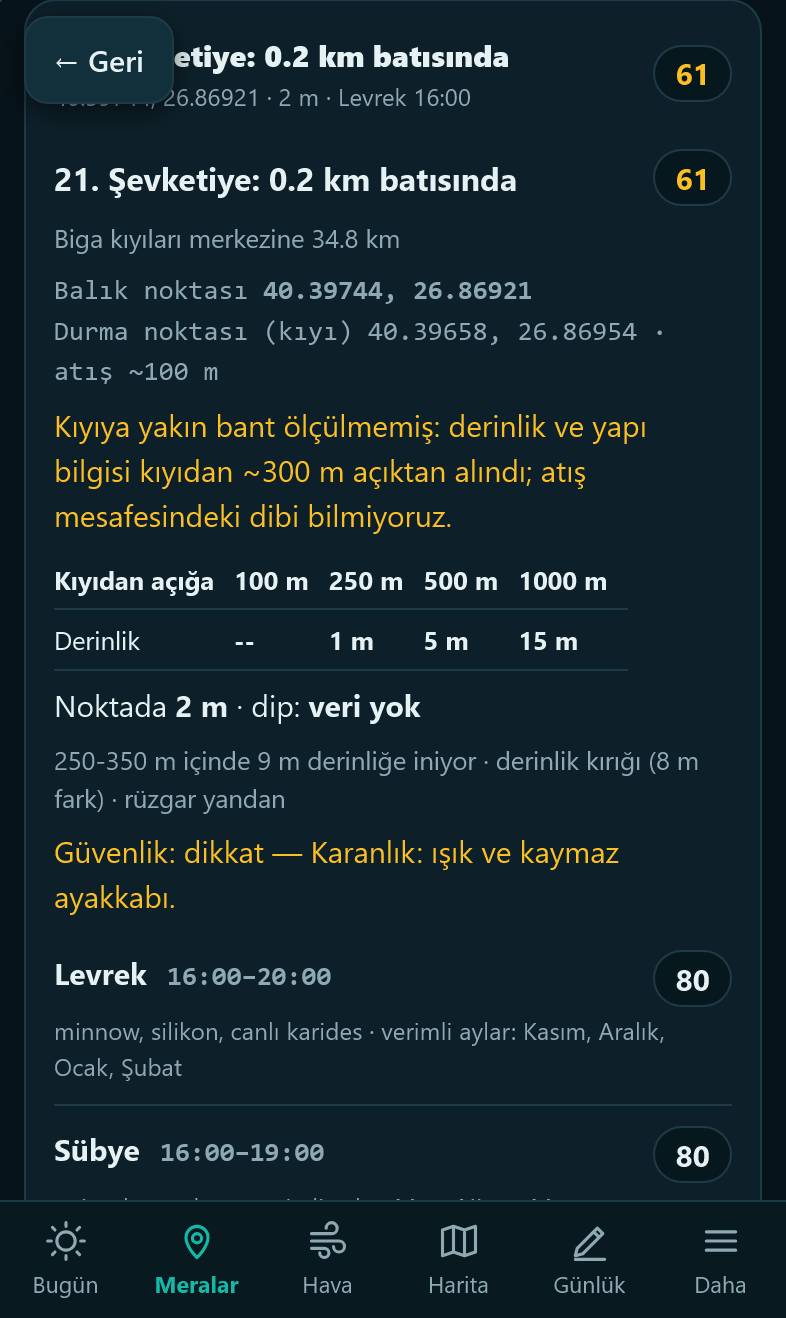 ← Geri
etiye: 0.2 km batısında
61
26.86921 · 2 m · Levrek 16:00
21. Şevketiye: 0.2 km batısında
61
Biga kıyıları merkezine 34.8 km
Balık noktası 40.39744, 26.86921
Durma noktası (kıyı) 40.39658, 26.86954 ·
atış ~100 m
Kıyıya yakın bant ölçülmemiş: derinlik ve yapı
bilgisi kıyıdan ~300 m açıktan alındı; atış
mesafesindeki dibi bilmiyoruz.
Kıyıdan açığa 100 m 250 m 500 m 1000 m
Derinlik -- 1 m 5 m 15 m
Noktada 2 m · dip: veri yok
250-350 m içinde 9 m derinliğe iniyor · derinlik kırığı (8 m
fark) · rüzgar yandan
Güvenlik: dikkat — Karanlık: ışık ve kaymaz
ayakkabı.
Levrek 16:00–20:00
80
minnow, silikon, canlı karides · verimli aylar: Kasım, Aralık,
Ocak, Şubat
Sübye 16:00–19:00
80
Bugün
Meralar
Hava
Harita
Günlük
Daha